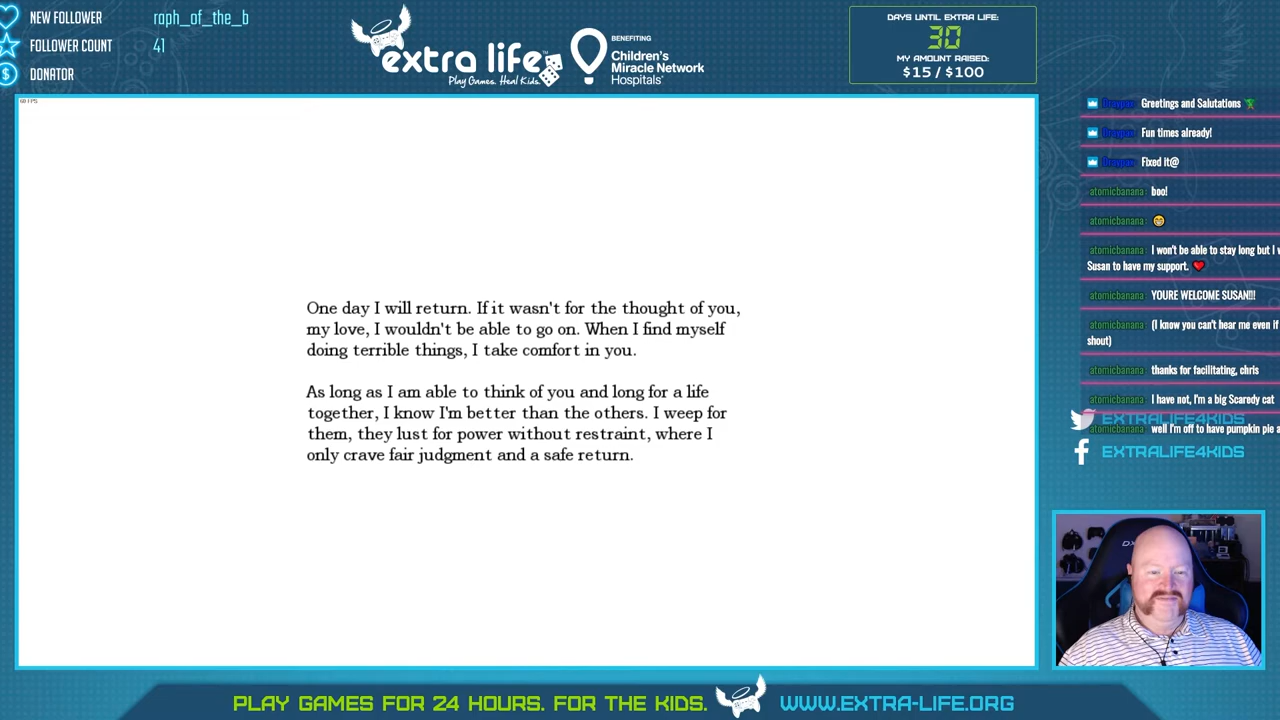 NEW FOLLOWER
raph_of_the_b
FOLLOWER COUNT
41
DONATOR
extra life
Play Games. Heal Kids.
BENEFITING
Children's
Miracle Network
Hospitals
DAYS UNTIL EXTRA LIFE:
30
MY AMOUNT RAISED:
$15 / $100
60 FPS
One day I will return. If it wasn't for the thought of you,
my love, I wouldn't be able to go on. When I find myself
doing terrible things, I take comfort in you.
As long as I am able to think of you and long for a life
together, I know I'm better than the others. I weep for
them, they lust for power without restraint, where I
only crave fair judgment and a safe return.
Greetings and Salutations
Fun times already!
Fixed it@
atomicbanana: boo!
atomicbanana:
atomicbanana: I won't be able to stay long but I
Susan to have my support.
atomicbanana: YOURE WELCOME SUSAN!!!
atomicbanana: (I know you can't hear me even if
shout)
atomicbanana: thanks for facilitating, chris
atomicbanana: I have not, I'm a big Scaredy cat
EXTRALIFE4KIDS
atomicbanana: well I'm off to have pumpkin pie a
EXTRALIFE4KIDS
DX
PLAY GAMES FOR 24 HOURS. FOR THE KIDS.
WWW.EXTRA-LIFE.ORG